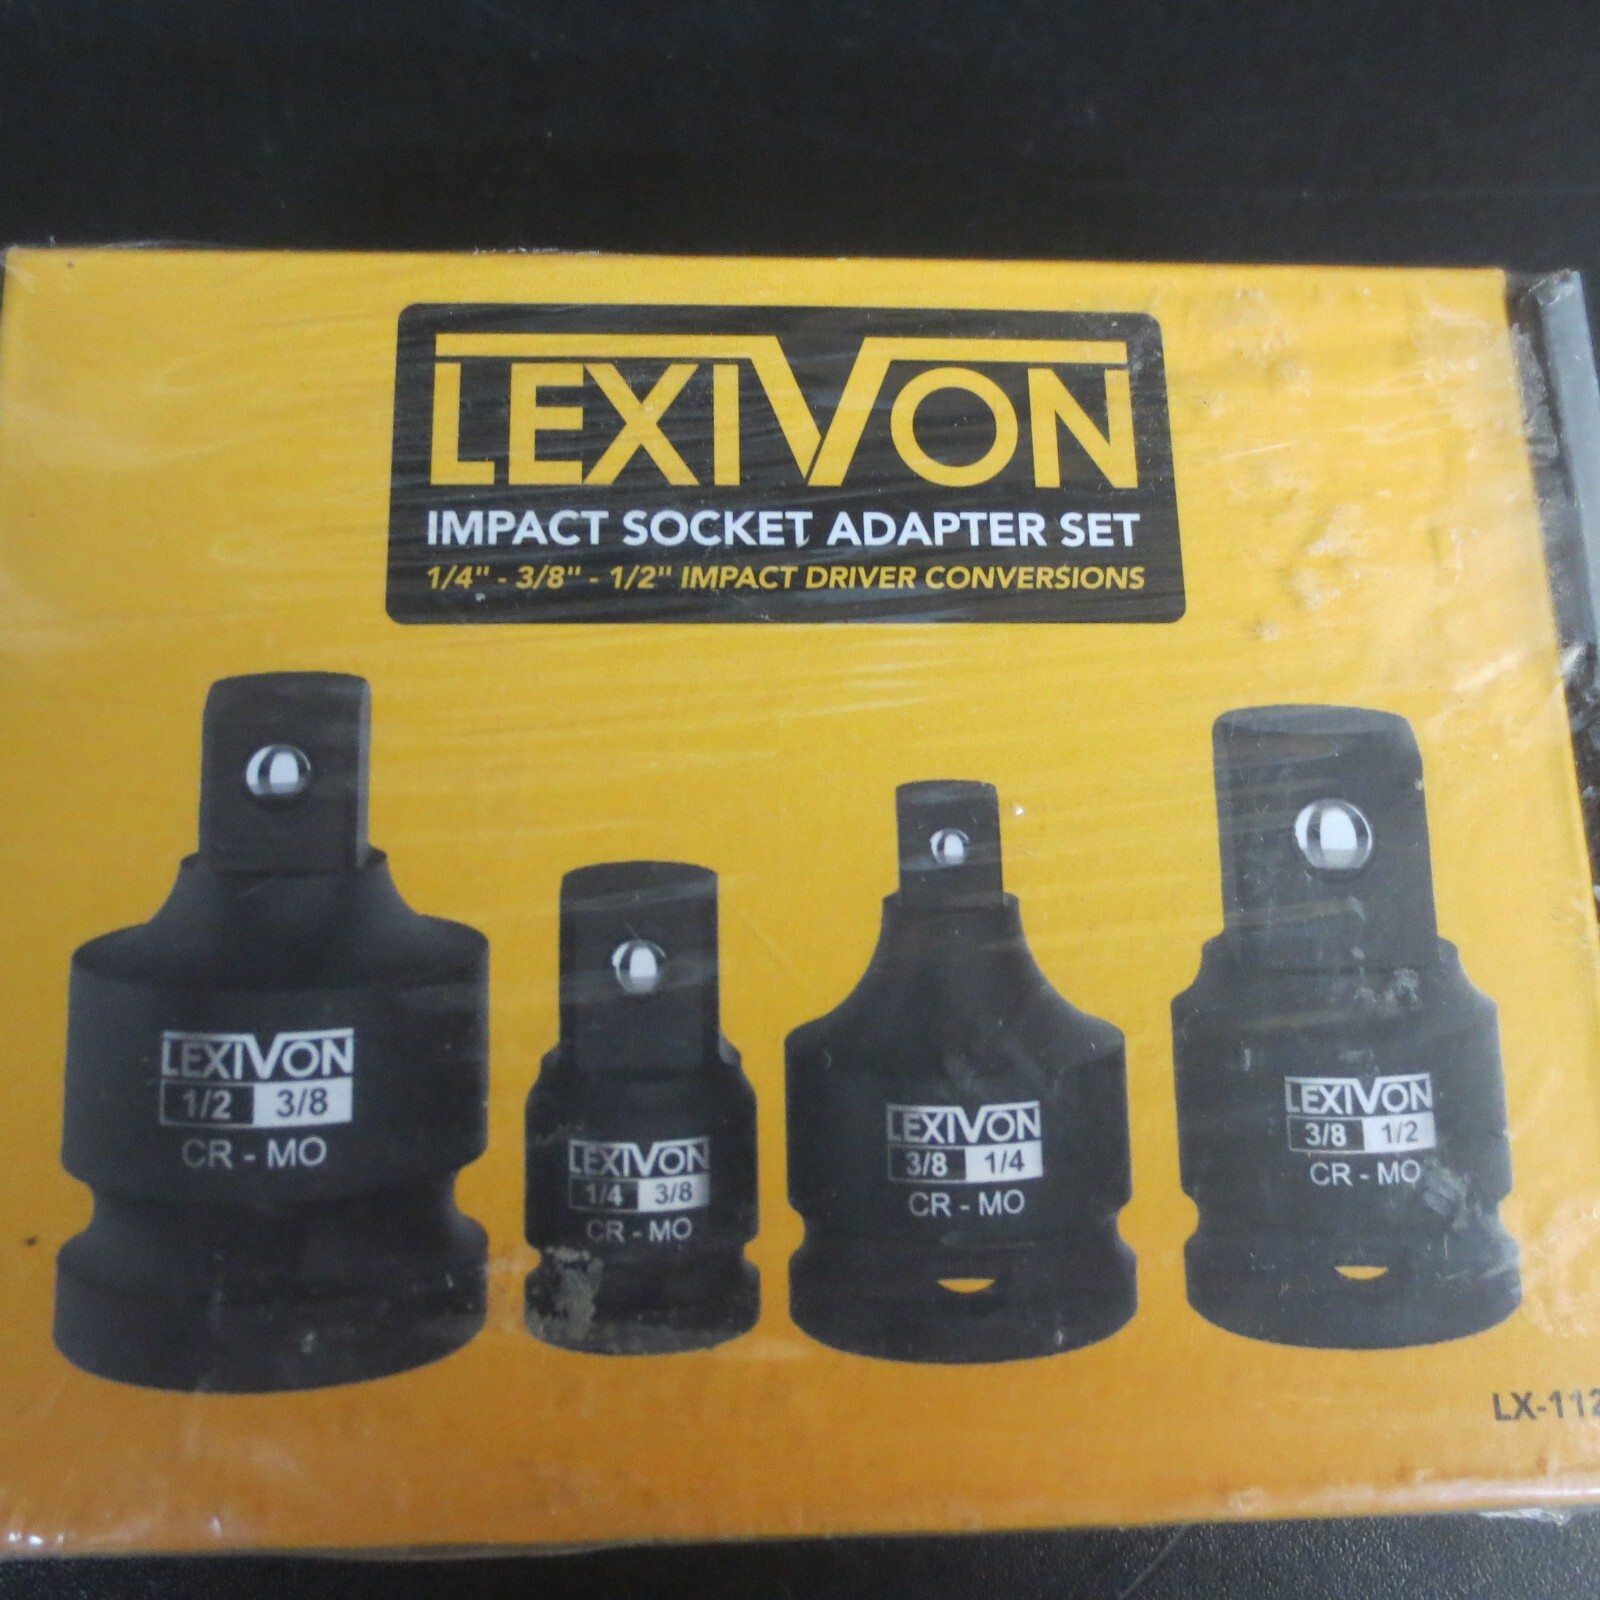 LEXIVON
IMPACT SOCKET ADAPTER SET
1/4" - 3/8" - 1/2" IMPACT DRIVER CONVERSIONS
LEXIVON
1/2 3/8
CR - MO
LEXIVON
1/4 3/8
CR - MO
LEXIVON
3/8 1/4
CR - MO
LEXIVON
3/8 1/2
CR - MO
LX-112